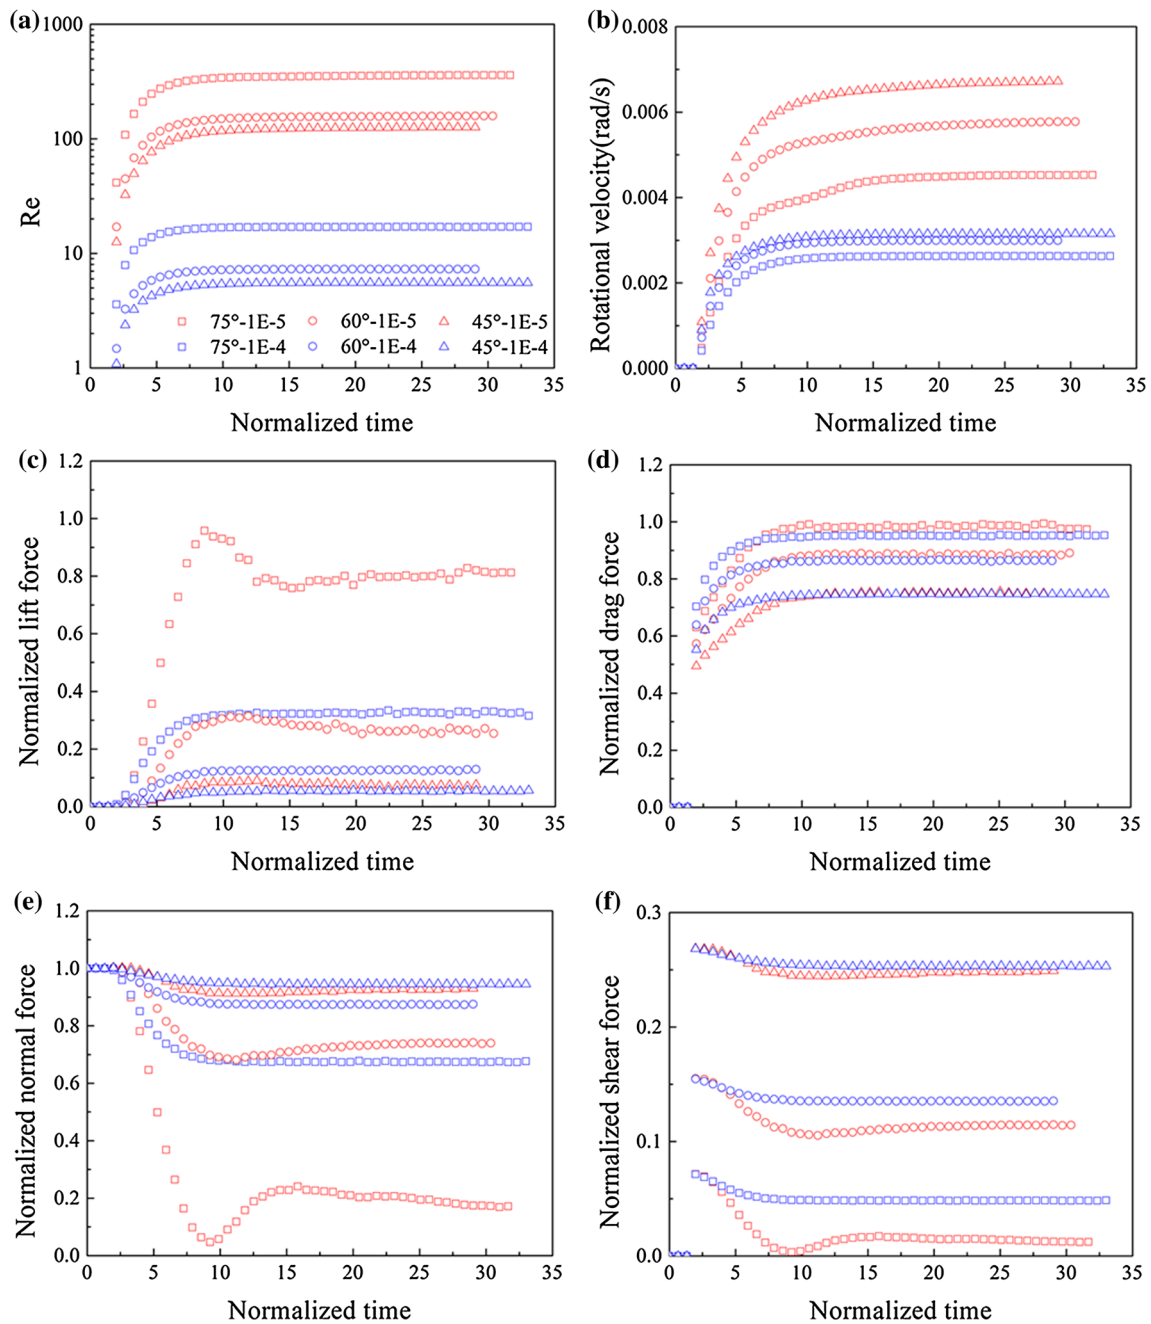 (a)
1000
100
10
1
Re
75°-1E-5 60°-1E-5 45°-1E-5
75°-1E-4 60°-1E-4 45°-1E-4
0 5 10 15 20 25 30 35
Normalized time
(b)
0.008
0.006
0.004
0.002
0.000
Rotational velocity(rad/s)
0 5 10 15 20 25 30 35
Normalized time
(c)
1.2
1.0
0.8
0.6
0.4
0.2
0.0
Normalized lift force
0 5 10 15 20 25 30 35
Normalized time
(d)
1.2
1.0
0.8
0.6
0.4
0.2
0.0
Normalized drag force
0 5 10 15 20 25 30 35
Normalized time
(e)
1.2
1.0
0.8
0.6
0.4
0.2
0.0
Normalized normal force
0 5 10 15 20 25 30 35
Normalized time
(f)
0.3
0.2
0.1
0.0
Normalized shear force
0 5 10 15 20 25 30 35
Normalized time